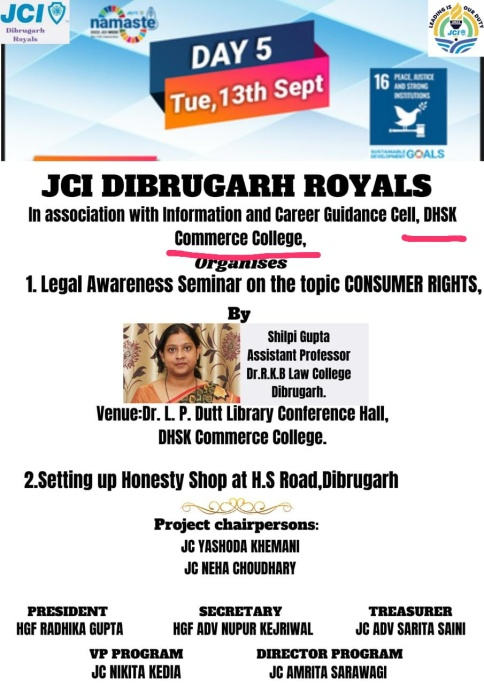 JCI
Dibrugarh
Royals
namaste
DAY 5
Tue,13th Sept
16 PEACE, JUSTICE
AND STRONG
INSTITUTIONS
SUSTAINABLE
DEVELOPMENT GOALS
LEADING IS OUR DUTY
JCI
JCI DIBRUGARH ROYALS
In association with Information and Career Guidance Cell, DHSK
Commerce College,
Organises
1. Legal Awareness Seminar on the topic CONSUMER RIGHTS,
By
Shilpi Gupta
Assistant Professor
Dr.R.K.B Law College
Dibrugarh.
Venue:Dr. L. P. Dutt Library Conference Hall,
DHSK Commerce College.
2.Setting up Honesty Shop at H.S Road,Dibrugarh
Project chairpersons:
JC YASHODA KHEMANI
JC NEHA CHOUDHARY
PRESIDENT
HGF RADHIKA GUPTA
SECRETARY
HGF ADV NUPUR KEJRIWAL
TREASURER
JC ADV SARITA SAINI
VP PROGRAM
JC NIKITA KEDIA
DIRECTOR PROGRAM
JC AMRITA SARAWAGI